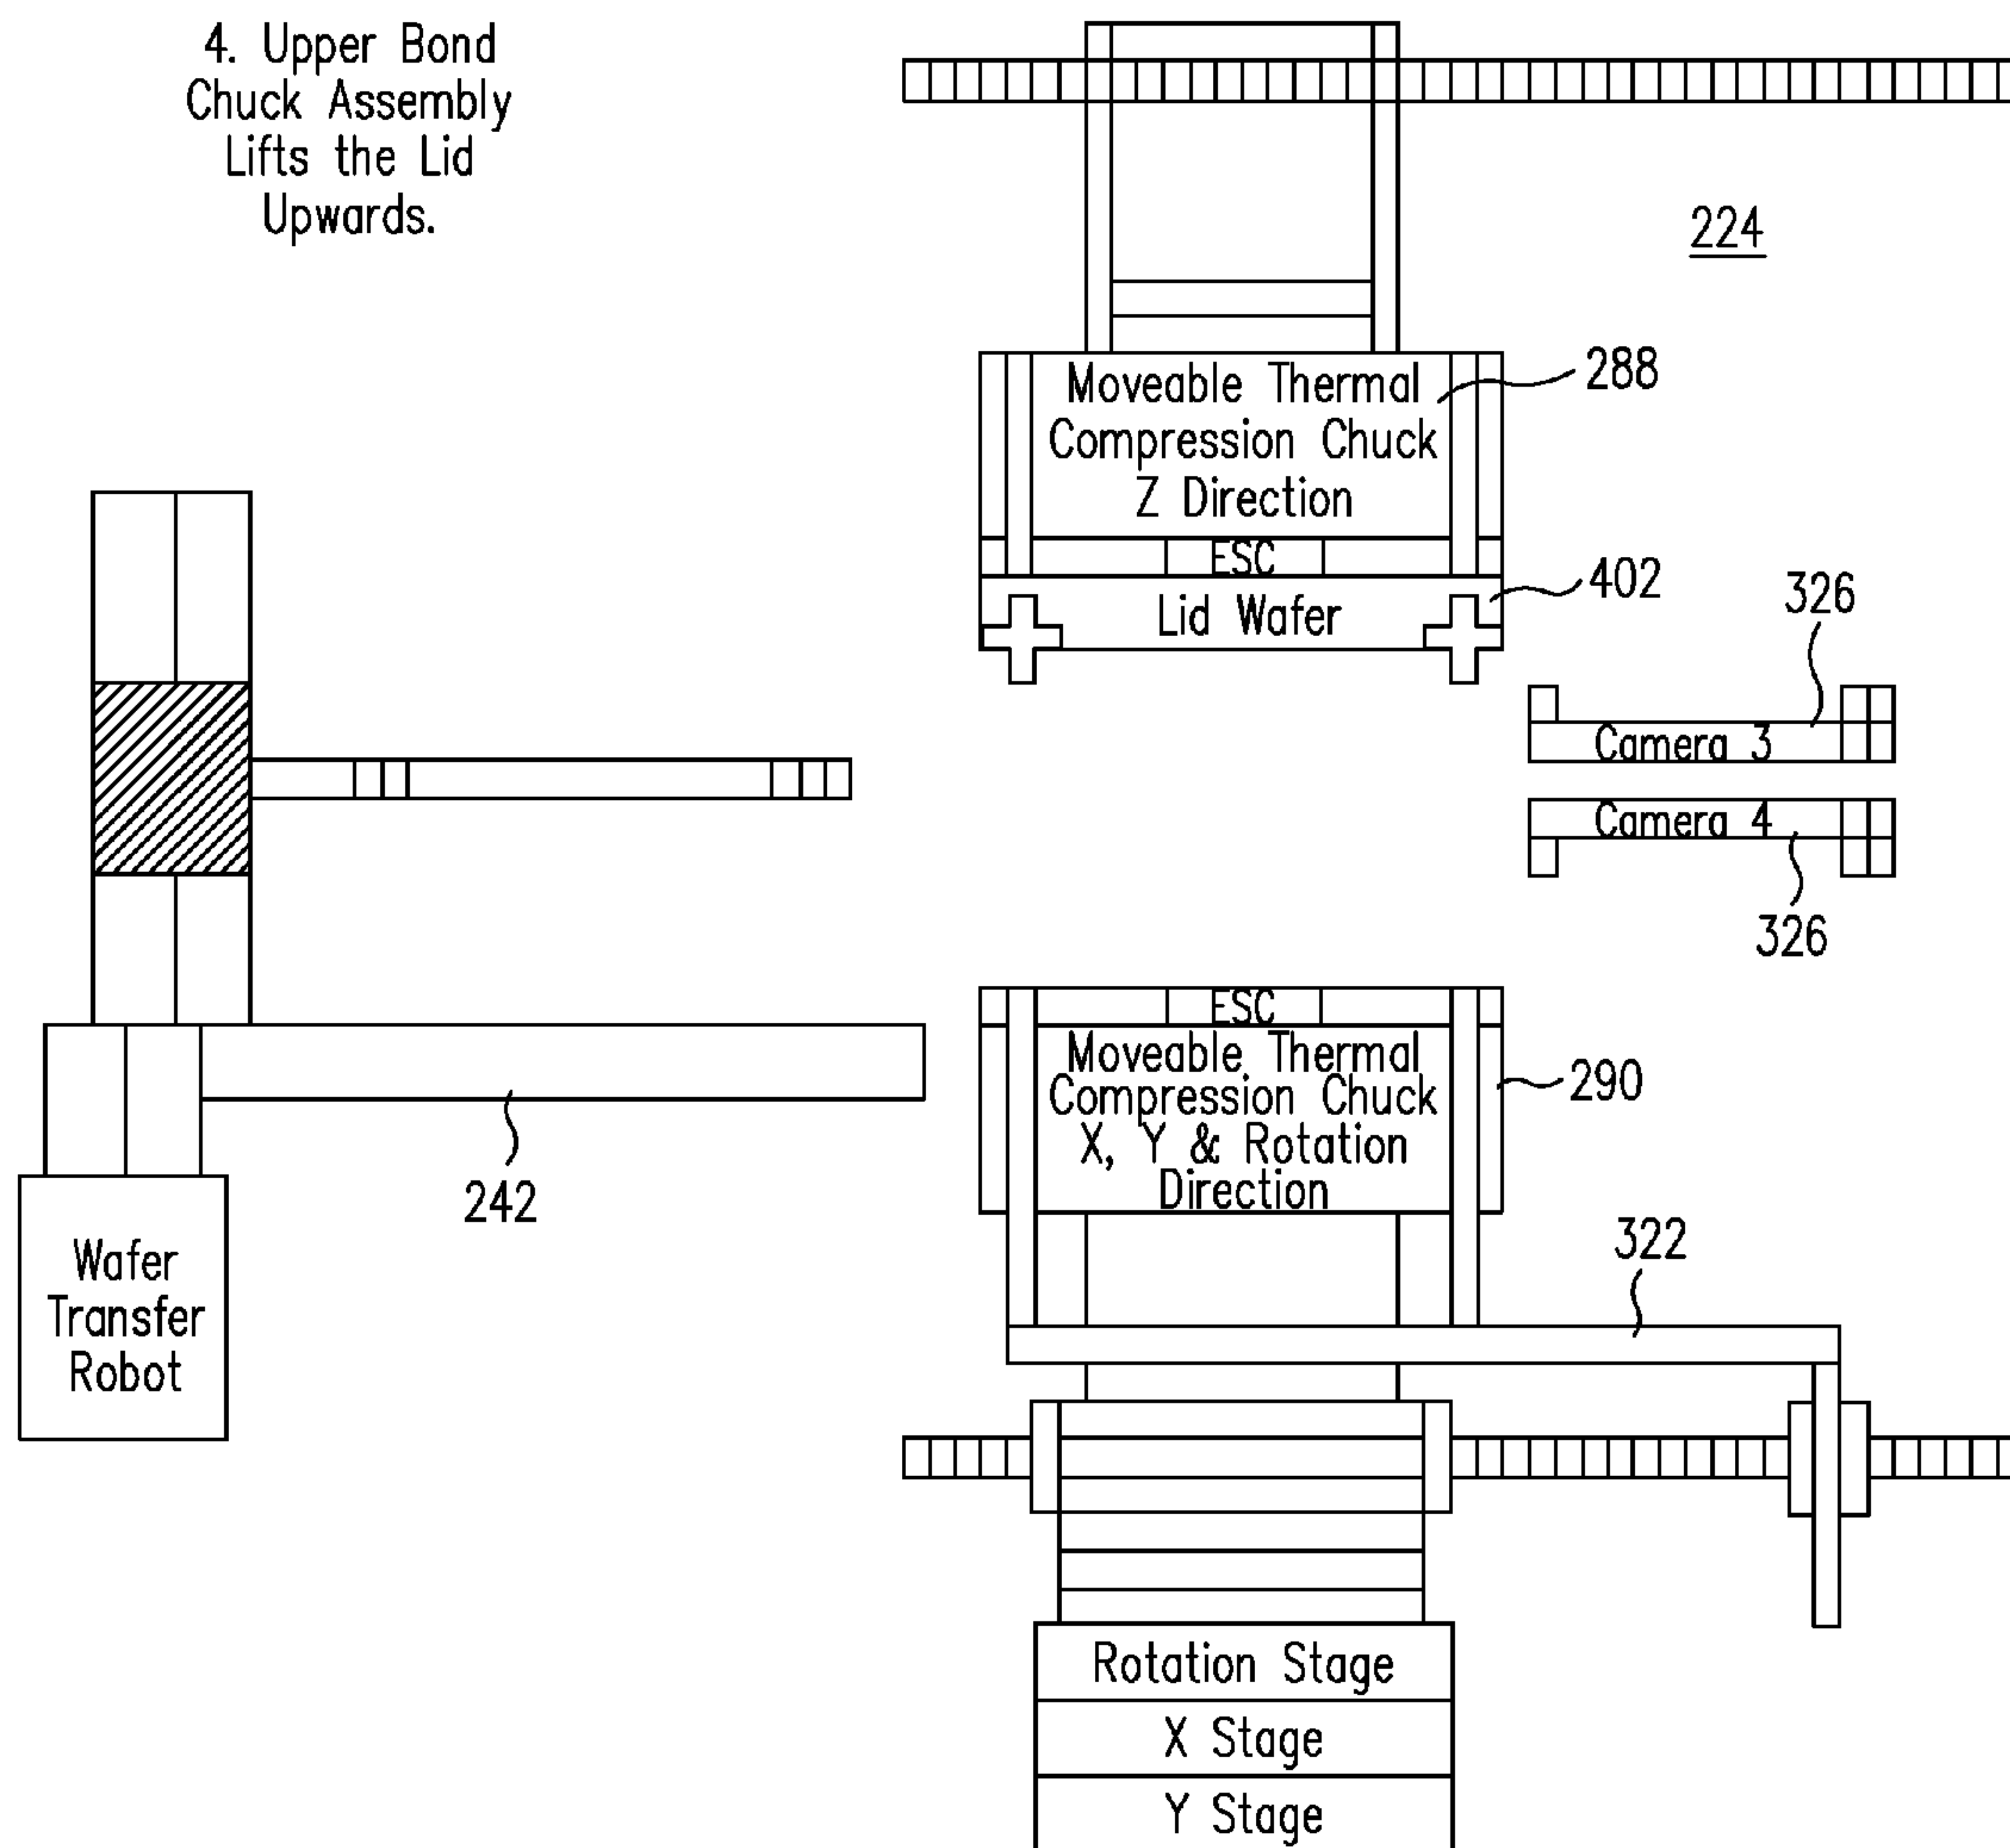 4. Upper Bond
Chuck Assembly
Lifts the Lid
Upwards.
224
Moveable Thermal
Compression Chuck
Z Direction
288
ESC
Lid Wafer
402
326
Camera 3
Camera 4
326
ESC
Moveable Thermal
Compression Chuck
X, Y & Rotation
Direction
290
242
Wafer
Transfer
Robot
322
Rotation Stage
X Stage
Y Stage